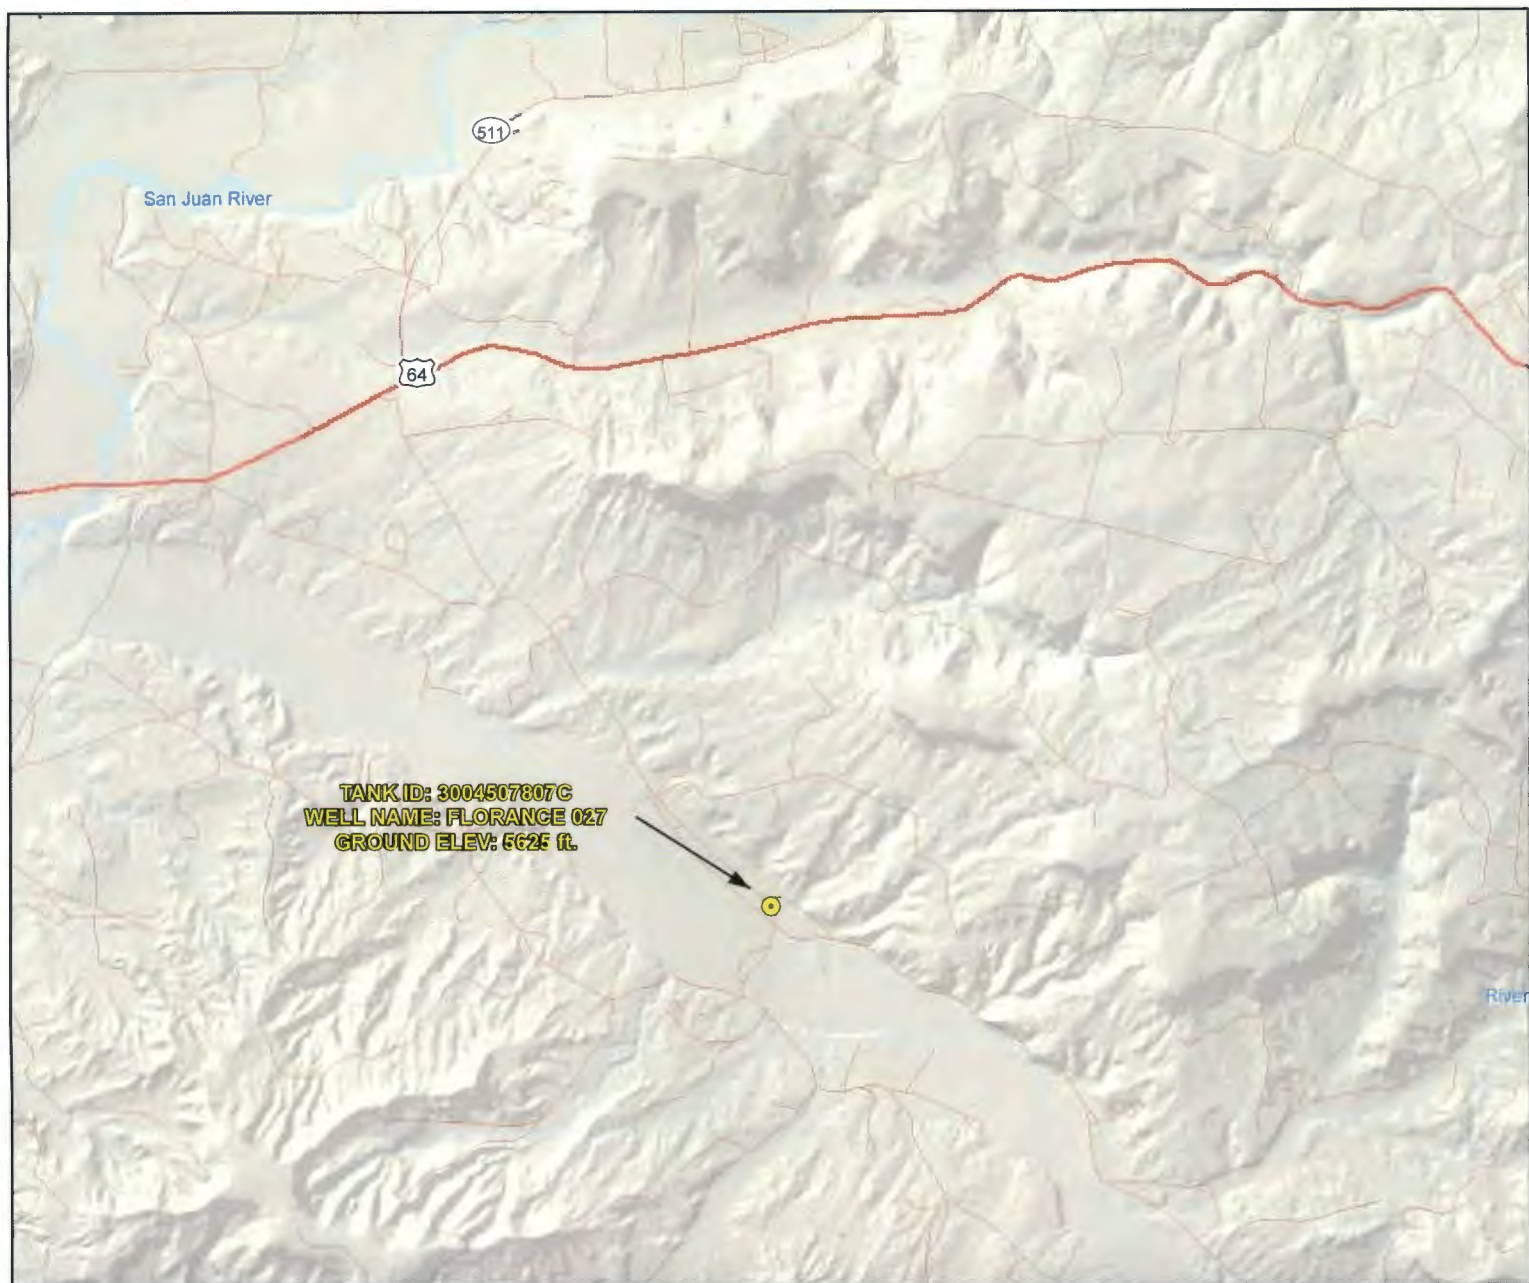 511
San Juan River
64
TANK ID: 3004507807C
WELL NAME: FLORANCE 027
GROUND ELEV: 5625 ft.
River